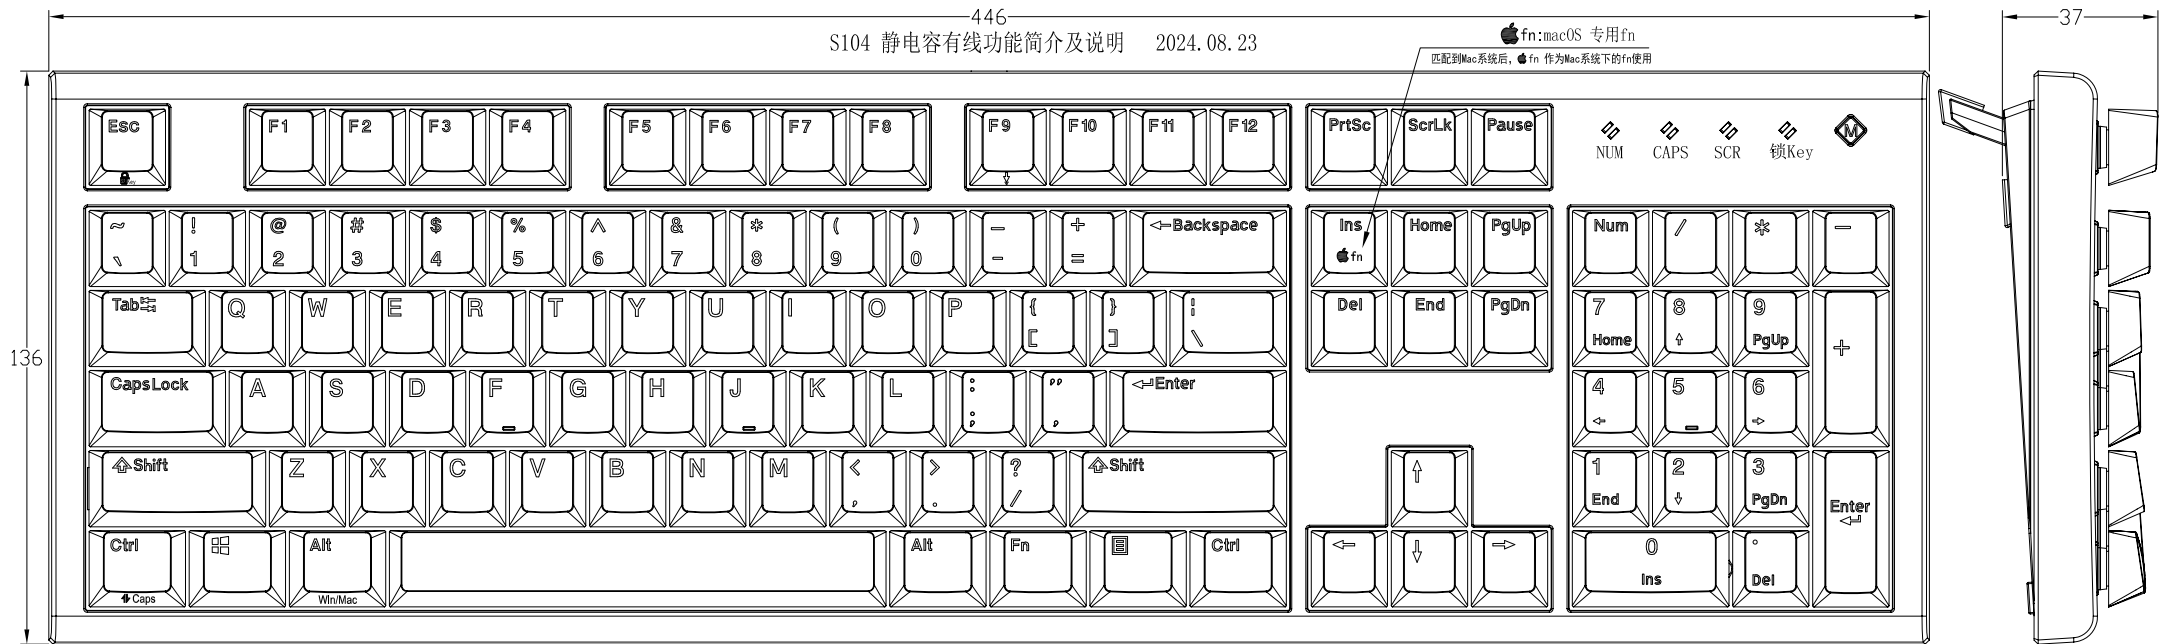 446
37
S104 静电容有线功能简介及说明 2024.08.23
fn:macOS 专用fn
匹配到Mac系统后, fn 作为Mac系统下的fn使用
136
Esc F1 F2 F3 F4 F5 F6 F7 F8 F9 F10 F11 F12 PrtSc ScrLk Pause
NUM CAPS SCR 锁Key M
~ ! @ # $ % ^ & * ( ) — + ←Backspace Ins Home PgUp Num / * —
` 1 2 3 4 5 6 7 8 9 0 - = fn
Tab Q W E R T Y U I O P { } ¦ Del End PgDn 7 8 9 +
[ ] \ Home ↑ PgUp
CapsLock A S D F G H J K L : " ↵Enter 4 5 6
; , ← →
⇧Shift Z X C V B N M < > ? ⇧Shift ↑ 1 2 3 Enter
, . / End ↓ PgDn ↵
Ctrl Alt Alt Fn Ctrl ← ↓ → 0 .
Ins Del
Caps Win/Mac